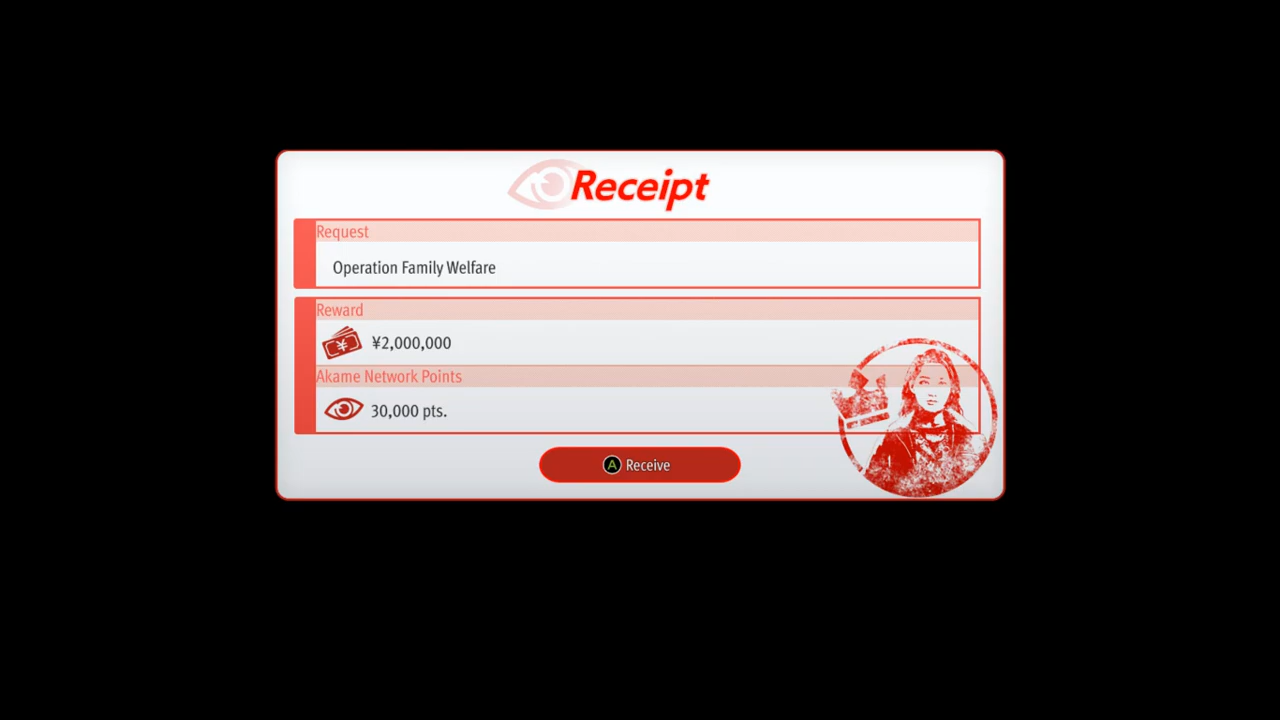 Receipt
Request
Operation Family Welfare
Reward
¥2,000,000
Akame Network Points
30,000 pts.
A Receive